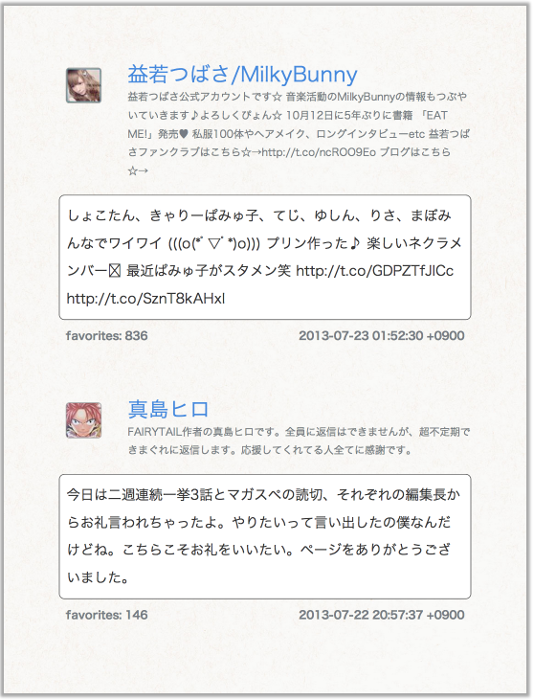 益若つばさ/MilkyBunny
益若つばさ公式アカウントです☆ 音楽活動のMilkyBunnyの情報もつぶや
いていきます♪よろしくぴょん☆ 10月12日に5年ぶりに書籍 「EAT
ME!」発売♥ 私服100体やヘアメイク、ロングインタビューetc 益若つば
さファンクラブはこちら☆→http://t.co/ncROO9Eo ブログはこちら
☆→
しょこたん、きゃりーぱみゅ子、てじ、ゆしん、りさ、まぼみ
んなでワイワイ (((o(*ﾟ▽ﾟ*)o))) プリン作った♪ 楽しいネクラメ
ンバー 最近ぱみゅ子がスタメン笑 http://t.co/GDPZTfJlCc
http://t.co/SznT8kAHxl
favorites: 836 2013-07-23 01:52:30 +0900
真島ヒロ
FAIRYTAIL作者の真島ヒロです。全員に返信はできませんが、超不定期で
きまぐれに返信します。応援してくれてる人全てに感謝です。
今日は二週連続一挙3話とマガスペの読切、それぞれの編集長か
らお礼言われちゃったよ。やりたいって言い出したの僕なんだ
けどね。こちらこそお礼をいいたい。ページをありがとうござ
いました。
favorites: 146 2013-07-22 20:57:37 +0900